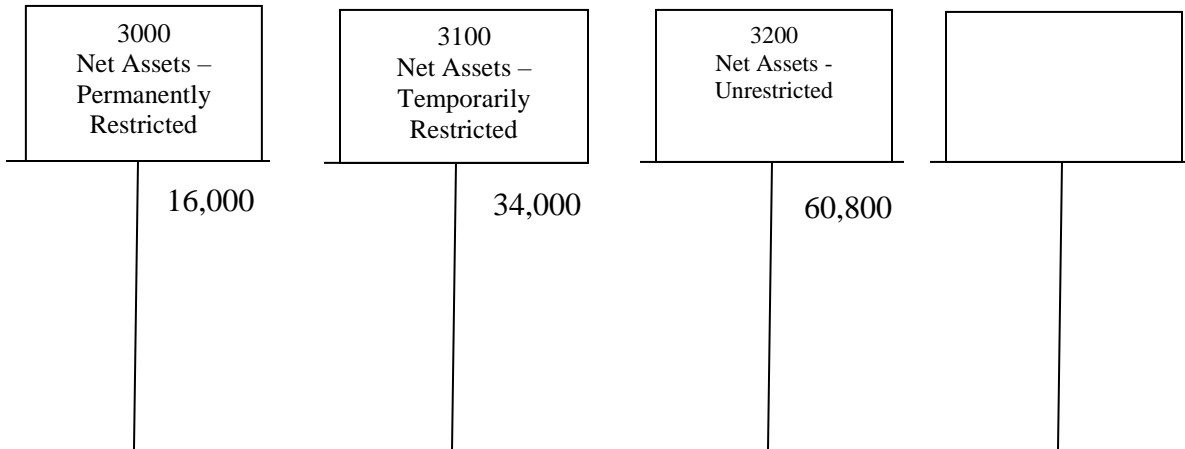 3000
Net Assets –
Permanently
Restricted
16,000
3100
Net Assets –
Temporarily
Restricted
34,000
3200
Net Assets -
Unrestricted
60,800